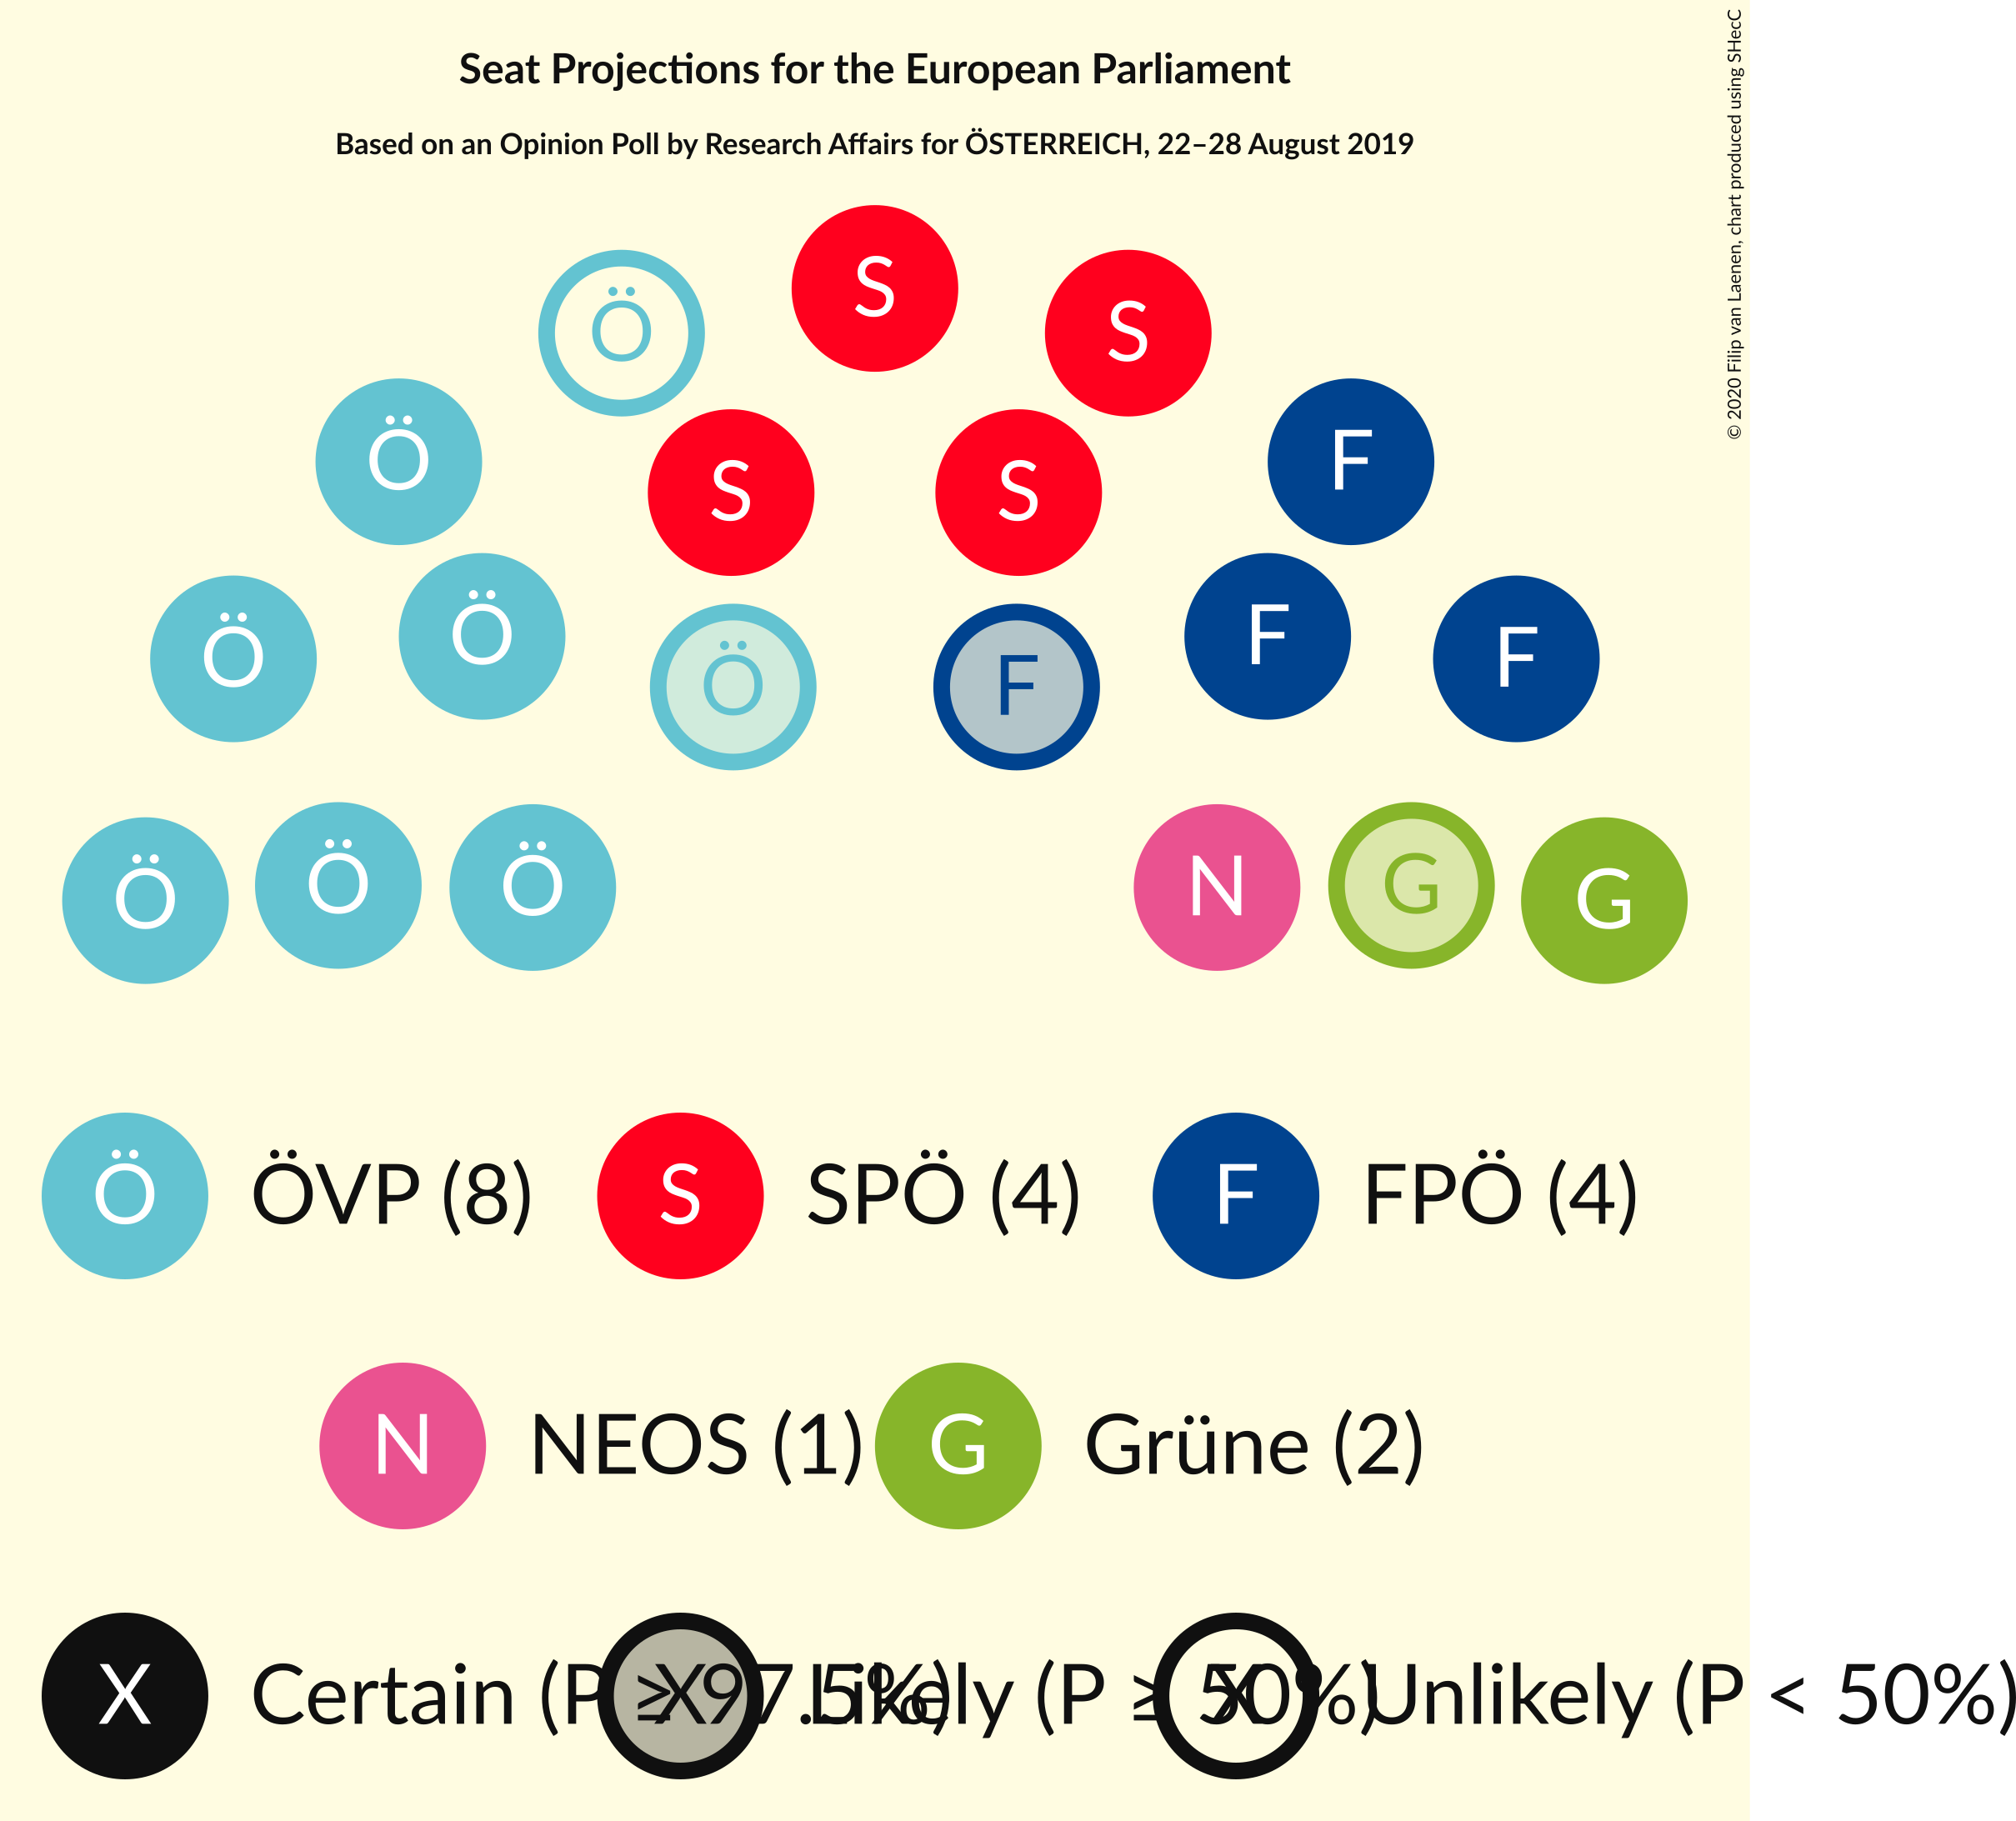 Seat Projections for the European Parliament
Based on an Opinion Poll by Research Affairs for ÖSTERREICH, 22–28 August 2019
© 2020 Filip van Laenen, chart produced using SHecC
S
Ö S
Ö F
S S
Ö Ö F F
Ö F
Ö Ö Ö N G G
Ö ÖVP (8) S SPÖ (4) F FPÖ (4)
N NEOS (1) G Grüne (2)
X Certain (P ≥ 97.5%) X Likely (P ≥ 50%) X Unlikely (P < 50%)